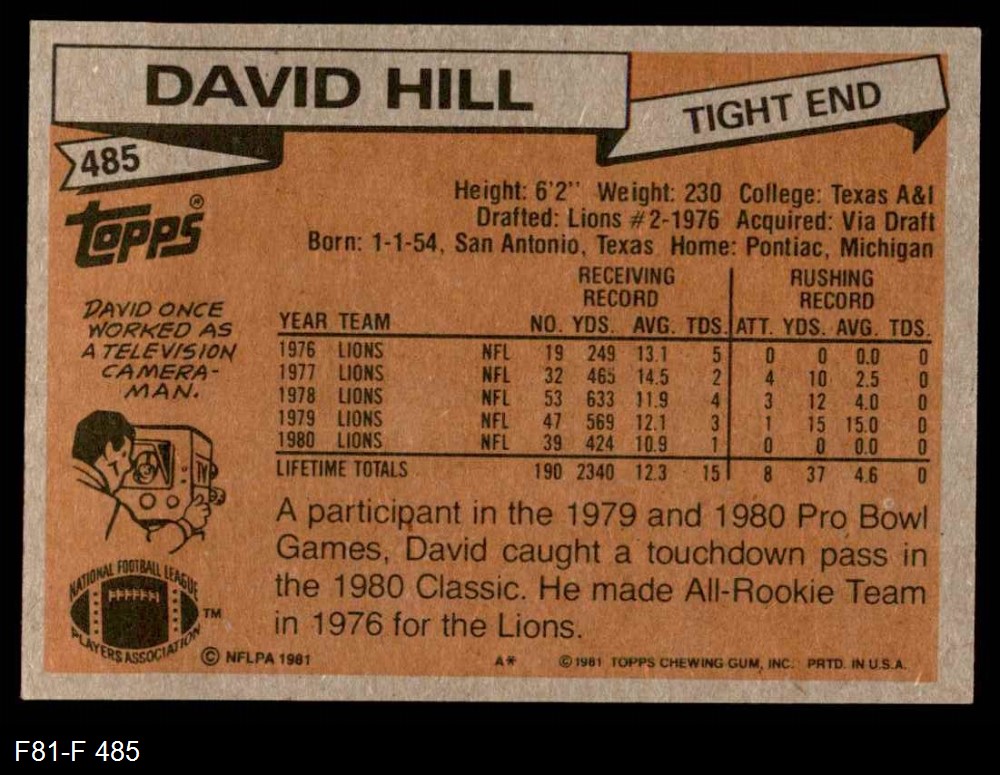 DAVID HILL
TIGHT END
485
TOPPS®
Height: 6'2'' Weight: 230 College: Texas A&I
Drafted: Lions #2-1976 Acquired: Via Draft
Born: 1-1-54, San Antonio, Texas Home: Pontiac, Michigan
DAVID ONCE
WORKED AS
A TELEVISION
CAMERA-
MAN.
TV
RECEIVING RUSHING
RECORD RECORD
YEAR TEAM NO. YDS. AVG. TDS. ATT. YDS. AVG. TDS.
1976 LIONS NFL 19 249 13.1 5 0 0 0.0 0
1977 LIONS NFL 32 465 14.5 2 4 10 2.5 0
1978 LIONS NFL 53 633 11.9 4 3 12 4.0 0
1979 LIONS NFL 47 569 12.1 3 1 15 15.0 0
1980 LIONS NFL 39 424 10.9 1 0 0 0.0 0
LIFETIME TOTALS 190 2340 12.3 15 8 37 4.6 0
A participant in the 1979 and 1980 Pro Bowl
Games, David caught a touchdown pass in
the 1980 Classic. He made All-Rookie Team
in 1976 for the Lions.
NATIONAL FOOTBALL LEAGUE
PLAYERS ASSOCIATION
TM
© NFLPA 1981 A* ©1981 TOPPS CHEWING GUM, INC. PRTD. IN U.S.A.
F81-F 485